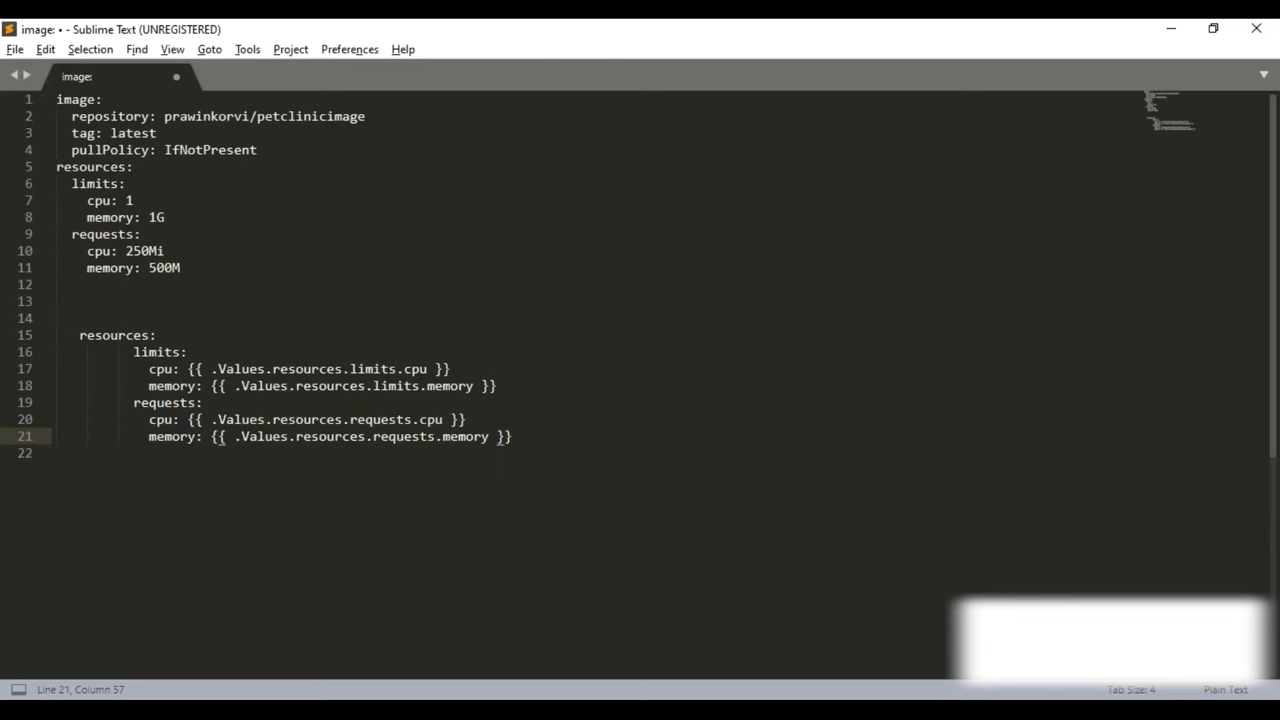 image: • - Sublime Text (UNREGISTERED)
File Edit Selection Find View Goto Tools Project Preferences Help
image:
1 image:
2   repository: prawinkorvi/petclinicimage
3   tag: latest
4   pullPolicy: IfNotPresent
5 resources:
6   limits:
7     cpu: 1
8     memory: 1G
9   requests:
10     cpu: 250Mi
11     memory: 500M
12
13
14
15    resources:
16           limits:
17             cpu: {{ .Values.resources.limits.cpu }}
18             memory: {{ .Values.resources.limits.memory }}
19           requests:
20             cpu: {{ .Values.resources.requests.cpu }}
21             memory: {{ .Values.resources.requests.memory }}
22
Line 21, Column 57 Tab Size: 4 Plain Text